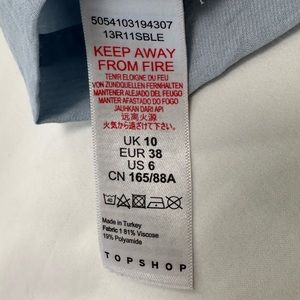 5054103194307
13R11SBLE
KEEP AWAY
FROM FIRE
TENIR ELOIGNE DU FEU
VON ZUNDQUELLEN FERNHALTEN
MANTENER ALEJADO DEL FUEGO
MANTER AFASTADO DO FOGO
JAUHKAN DARI API
远离火源
火気から遠ざけて下さい
UK 10
EUR 38
US 6
CN 165/88A
40
Made in Turkey
Fabric 1 81% Viscose
19% Polyamide
TOPSHOP